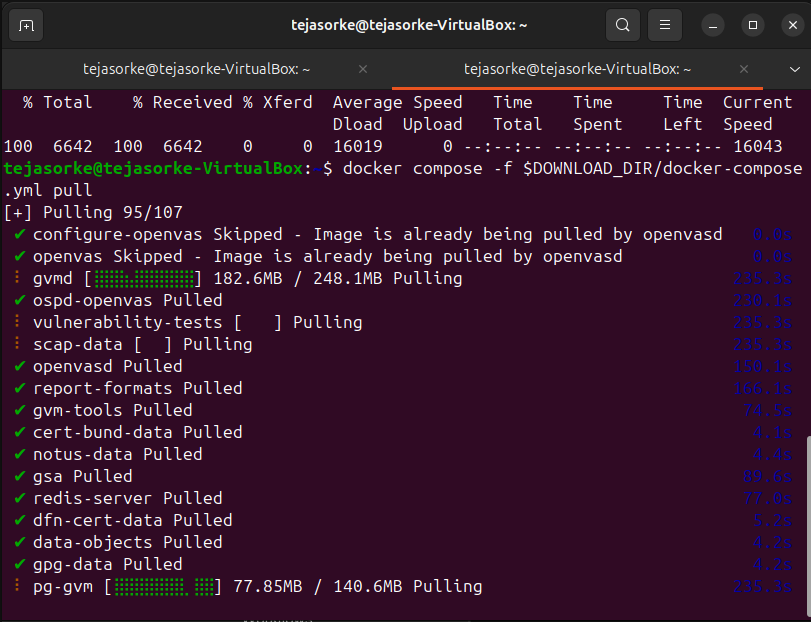 tejasorke@tejasorke-VirtualBox: ~
tejasorke@tejasorke-VirtualBox: ~ × tejasorke@tejasorke-VirtualBox: ~ ×
% Total % Received % Xferd Average Speed Time Time Time Current
Dload Upload Total Spent Left Speed
100 6642 100 6642 0 0 16019 0 --:--:-- --:--:-- --:--:-- 16043
tejasorke@tejasorke-VirtualBox:~$ docker compose -f $DOWNLOAD_DIR/docker-compose
.yml pull
[+] Pulling 95/107
✔ configure-openvas Skipped - Image is already being pulled by openvasd 0.0s
✔ openvas Skipped - Image is already being pulled by openvasd 0.0s
⠸ gvmd [⣿⣿⣿⣿⣿⣿⣿⣿⣿] 182.6MB / 248.1MB Pulling 235.3s
✔ ospd-openvas Pulled 230.1s
⠸ vulnerability-tests [ ] Pulling 235.3s
⠸ scap-data [ ] Pulling 235.3s
✔ openvasd Pulled 150.1s
✔ report-formats Pulled 166.1s
✔ gvm-tools Pulled 74.5s
✔ cert-bund-data Pulled 4.1s
✔ notus-data Pulled 4.4s
✔ gsa Pulled 89.6s
✔ redis-server Pulled 77.0s
✔ dfn-cert-data Pulled 5.2s
✔ data-objects Pulled 4.2s
✔ gpg-data Pulled 4.2s
⠸ pg-gvm [⣿⣿⣿⣿⣿⣿⣿ ⣿⣿] 77.85MB / 140.6MB Pulling 235.3s